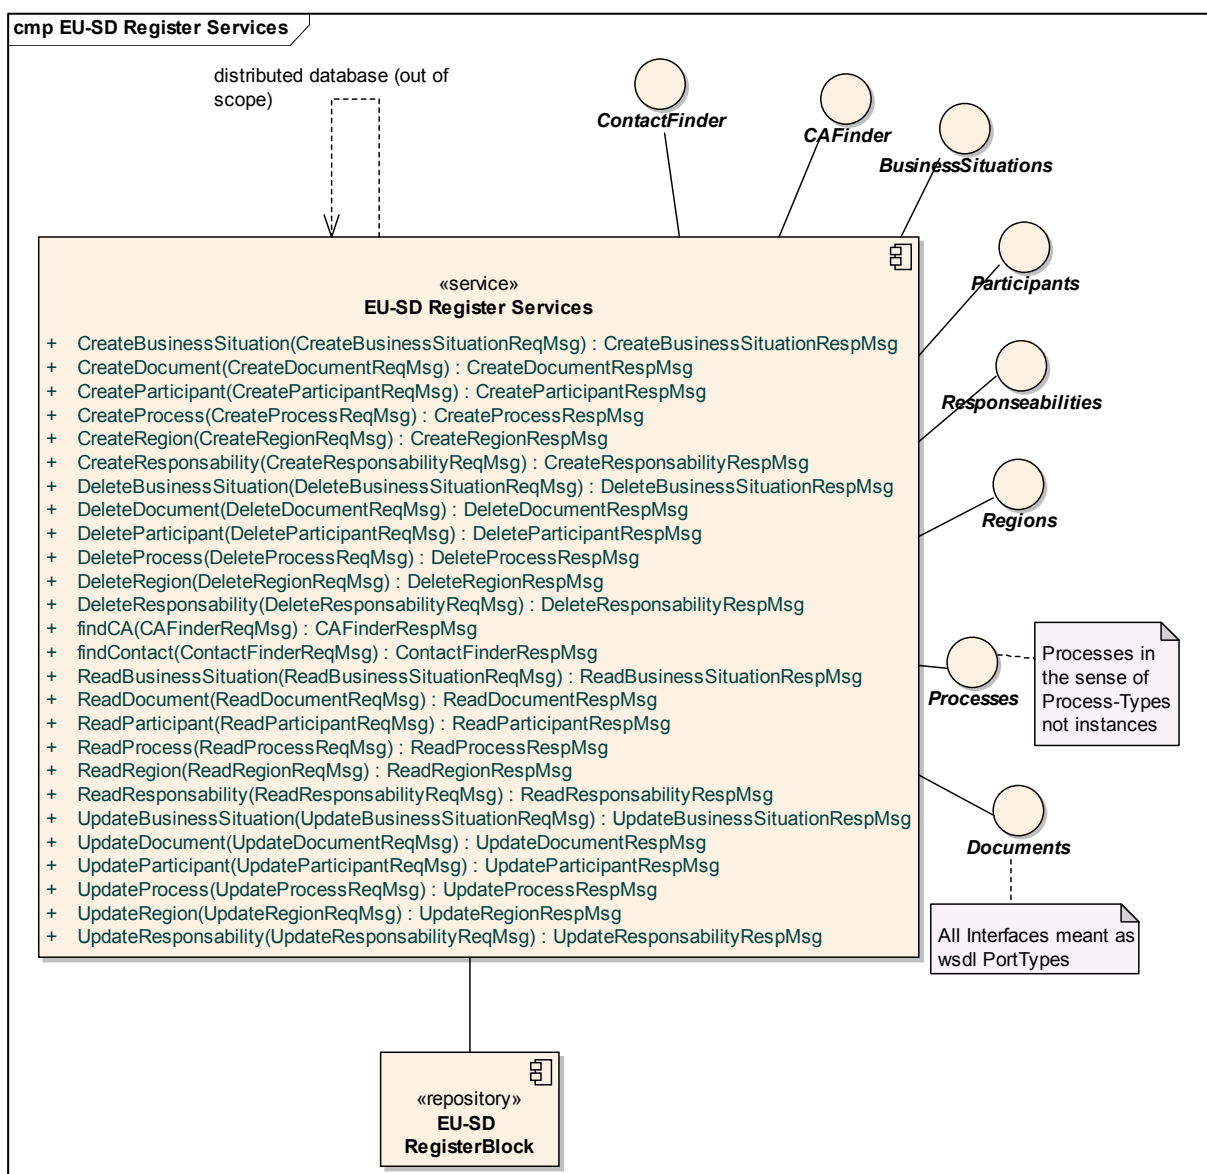 cmp EU-SD Register Services
distributed database (out of
scope)
ContactFinder
CAFinder
BusinessSituations
Participants
Responseabilities
Regions
Processes
Processes in
the sense of
Process-Types
not instances
Documents
All Interfaces meant as
wsdl PortTypes
«service»
EU-SD Register Services
+ CreateBusinessSituation(CreateBusinessSituationReqMsg) : CreateBusinessSituationRespMsg
+ CreateDocument(CreateDocumentReqMsg) : CreateDocumentRespMsg
+ CreateParticipant(CreateParticipantReqMsg) : CreateParticipantRespMsg
+ CreateProcess(CreateProcessReqMsg) : CreateProcessRespMsg
+ CreateRegion(CreateRegionReqMsg) : CreateRegionRespMsg
+ CreateResponsability(CreateResponsabilityReqMsg) : CreateResponsabilityRespMsg
+ DeleteBusinessSituation(DeleteBusinessSituationReqMsg) : DeleteBusinessSituationRespMsg
+ DeleteDocument(DeleteDocumentReqMsg) : DeleteDocumentRespMsg
+ DeleteParticipant(DeleteParticipantReqMsg) : DeleteParticipantRespMsg
+ DeleteProcess(DeleteProcessReqMsg) : DeleteProcessRespMsg
+ DeleteRegion(DeleteRegionReqMsg) : DeleteRegionRespMsg
+ DeleteResponsability(DeleteResponsabilityReqMsg) : DeleteResponsabilityRespMsg
+ findCA(CAFinderReqMsg) : CAFinderRespMsg
+ findContact(ContactFinderReqMsg) : ContactFinderRespMsg
+ ReadBusinessSituation(ReadBusinessSituationReqMsg) : ReadBusinessSituationRespMsg
+ ReadDocument(ReadDocumentReqMsg) : ReadDocumentRespMsg
+ ReadParticipant(ReadParticipantReqMsg) : ReadParticipantRespMsg
+ ReadProcess(ReadProcessReqMsg) : ReadProcessRespMsg
+ ReadRegion(ReadRegionReqMsg) : ReadRegionRespMsg
+ ReadResponsability(ReadResponsabilityReqMsg) : ReadResponsabilityRespMsg
+ UpdateBusinessSituation(UpdateBusinessSituationReqMsg) : UpdateBusinessSituationRespMsg
+ UpdateDocument(UpdateDocumentReqMsg) : UpdateDocumentRespMsg
+ UpdateParticipant(UpdateParticipantReqMsg) : UpdateParticipantRespMsg
+ UpdateProcess(UpdateProcessReqMsg) : UpdateProcessRespMsg
+ UpdateRegion(UpdateRegionReqMsg) : UpdateRegionRespMsg
+ UpdateResponsability(UpdateResponsabilityReqMsg) : UpdateResponsabilityRespMsg
«repository»
EU-SD
RegisterBlock